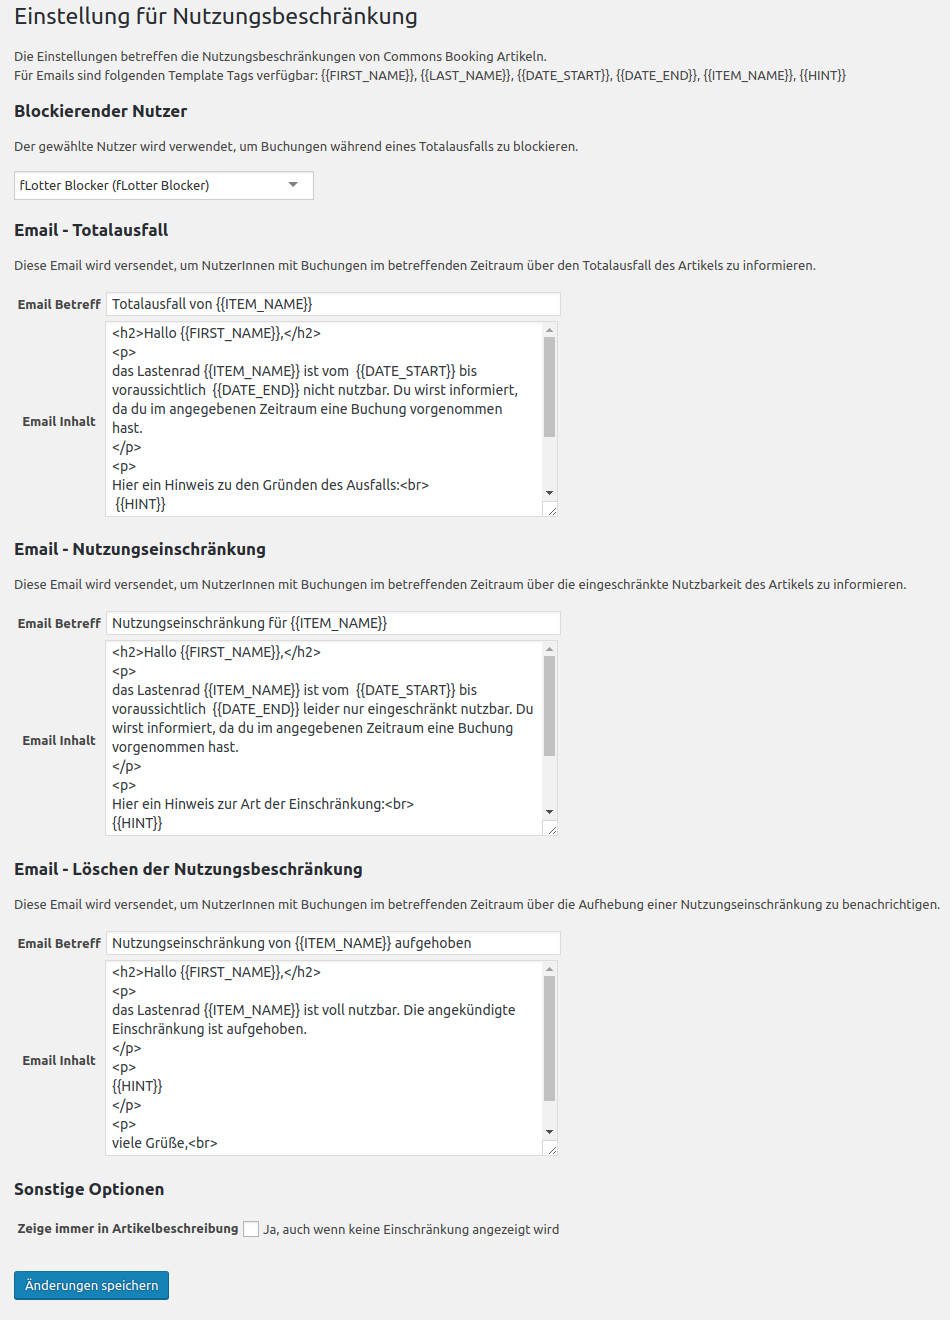 Einstellung für Nutzungsbeschränkung
Die Einstellungen betreffen die Nutzungsbeschränkungen von Commons Booking Artikeln.
Für Emails sind folgenden Template Tags verfügbar: {{FIRST_NAME}}, {{LAST_NAME}}, {{DATE_START}}, {{DATE_END}}, {{ITEM_NAME}}, {{HINT}}
Blockierender Nutzer
Der gewählte Nutzer wird verwendet, um Buchungen während eines Totalausfalls zu blockieren.
fLotter Blocker (fLotter Blocker)
Email - Totalausfall
Diese Email wird versendet, um NutzerInnen mit Buchungen im betreffenden Zeitraum über den Totalausfall des Artikels zu informieren.
Email Betreff Totalausfall von {{ITEM_NAME}}
<h2>Hallo {{FIRST_NAME}},</h2>
<p>
das Lastenrad {{ITEM_NAME}} ist vom  {{DATE_START}} bis
voraussichtlich  {{DATE_END}} nicht nutzbar. Du wirst informiert,
da du im angegebenen Zeitraum eine Buchung vorgenommen
Email Inhalt
hast.
</p>
<p>
Hier ein Hinweis zu den Gründen des Ausfalls:<br>
{{HINT}}
Email - Nutzungseinschränkung
Diese Email wird versendet, um NutzerInnen mit Buchungen im betreffenden Zeitraum über die eingeschränkte Nutzbarkeit des Artikels zu informieren.
Email Betreff Nutzungseinschränkung für {{ITEM_NAME}}
<h2>Hallo {{FIRST_NAME}},</h2>
<p>
das Lastenrad {{ITEM_NAME}} ist vom  {{DATE_START}} bis
voraussichtlich  {{DATE_END}} leider nur eingeschränkt nutzbar. Du
wirst informiert, da du im angegebenen Zeitraum eine Buchung
Email Inhalt
vorgenommen hast.
</p>
<p>
Hier ein Hinweis zur Art der Einschränkung:<br>
{{HINT}}
Email - Löschen der Nutzungsbeschränkung
Diese Email wird versendet, um NutzerInnen mit Buchungen im betreffenden Zeitraum über die Aufhebung einer Nutzungseinschränkung zu benachrichtigen.
Email Betreff Nutzungseinschränkung von {{ITEM_NAME}} aufgehoben
<h2>Hallo {{FIRST_NAME}},</h2>
<p>
das Lastenrad {{ITEM_NAME}} ist voll nutzbar. Die angekündigte
Einschränkung ist aufgehoben.
</p>
Email Inhalt
<p>
{{HINT}}
</p>
<p>
viele Grüße,<br>
Sonstige Optionen
Zeige immer in Artikelbeschreibung Ja, auch wenn keine Einschränkung angezeigt wird
Änderungen speichern